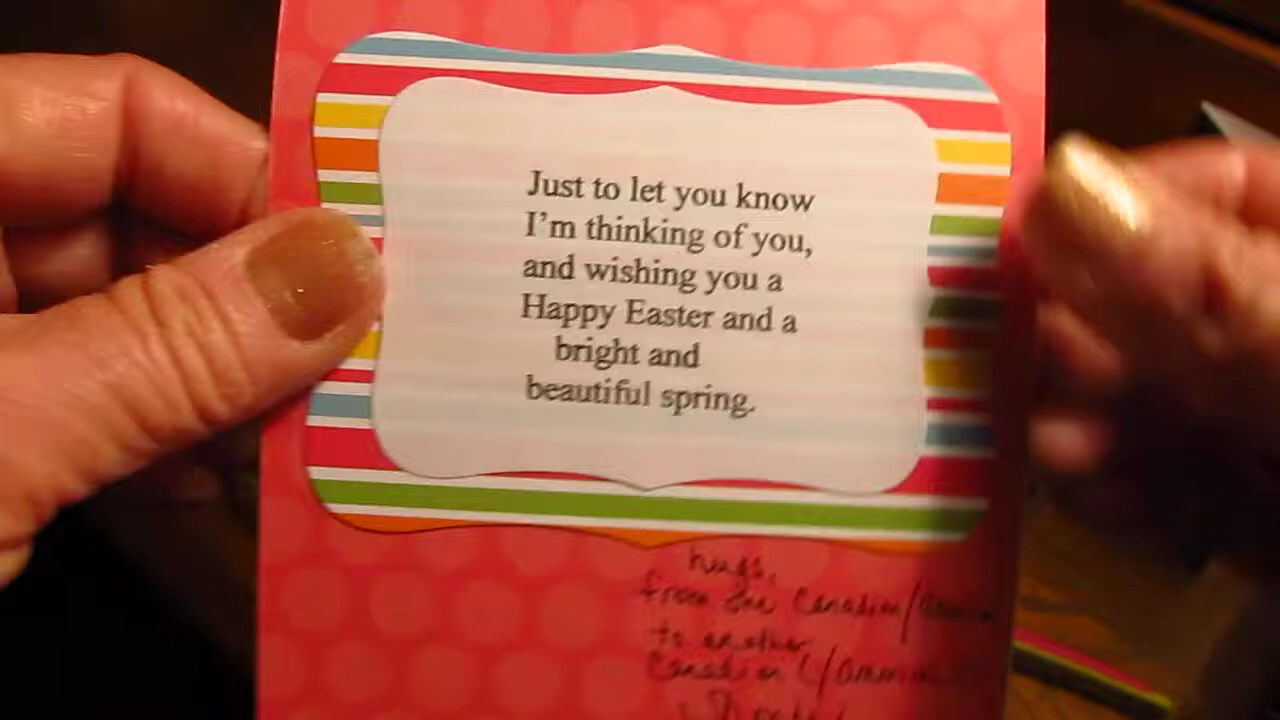 Just to let you know
I'm thinking of you,
and wishing you a
Happy Easter and a
bright and
beautiful spring.
hugs,
from one Canadian/
to another
Canadian